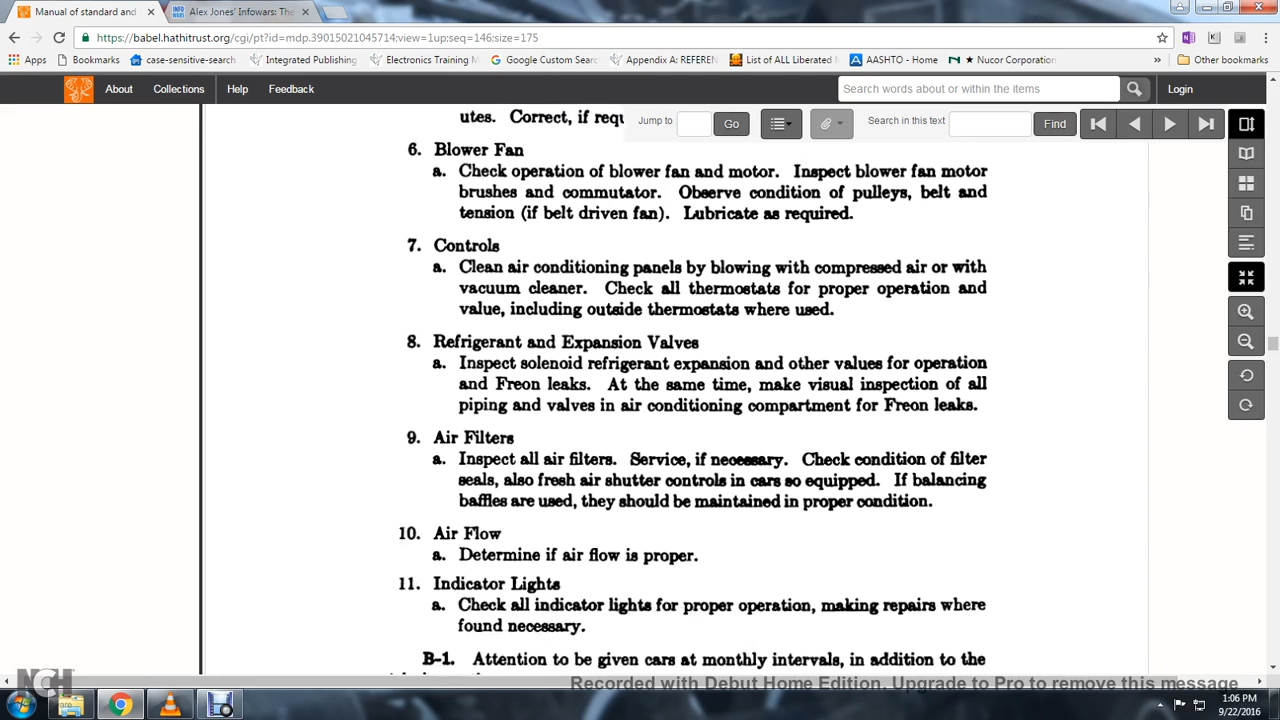 Manual of standard and
Alex Jones' Infowars: The
https://babel.hathitrust.org/cgi/pt?id=mdp.39015021045714;view=1up;seq=146;size=175
Apps Bookmarks case-sensitive-search Integrated Publishing Electronics Training M Google Custom Searc Appendix A: REFEREN List of ALL Liberated AASHTO - Home ★ Nucor Corporation Other bookmarks
About Collections Help Feedback Search words about or within the items Login
Jump to Go Search in this text Find
utes. Correct, if requ
6. Blower Fan
a. Check operation of blower fan and motor. Inspect blower fan motor
brushes and commutator. Observe condition of pulleys, belt and
tension (if belt driven fan). Lubricate as required.
7. Controls
a. Clean air conditioning panels by blowing with compressed air or with
vacuum cleaner. Check all thermostats for proper operation and
value, including outside thermostats where used.
8. Refrigerant and Expansion Valves
a. Inspect solenoid refrigerant expansion and other values for operation
and Freon leaks. At the same time, make visual inspection of all
piping and valves in air conditioning compartment for Freon leaks.
9. Air Filters
a. Inspect all air filters. Service, if necessary. Check condition of filter
seals, also fresh air shutter controls in cars so equipped. If balancing
baffles are used, they should be maintained in proper condition.
10. Air Flow
a. Determine if air flow is proper.
11. Indicator Lights
a. Check all indicator lights for proper operation, making repairs where
found necessary.
B-1. Attention to be given cars at monthly intervals, in addition to the
NCH
Recorded with Debut Home Edition. Upgrade to Pro to remove this message
1:06 PM
9/22/2016